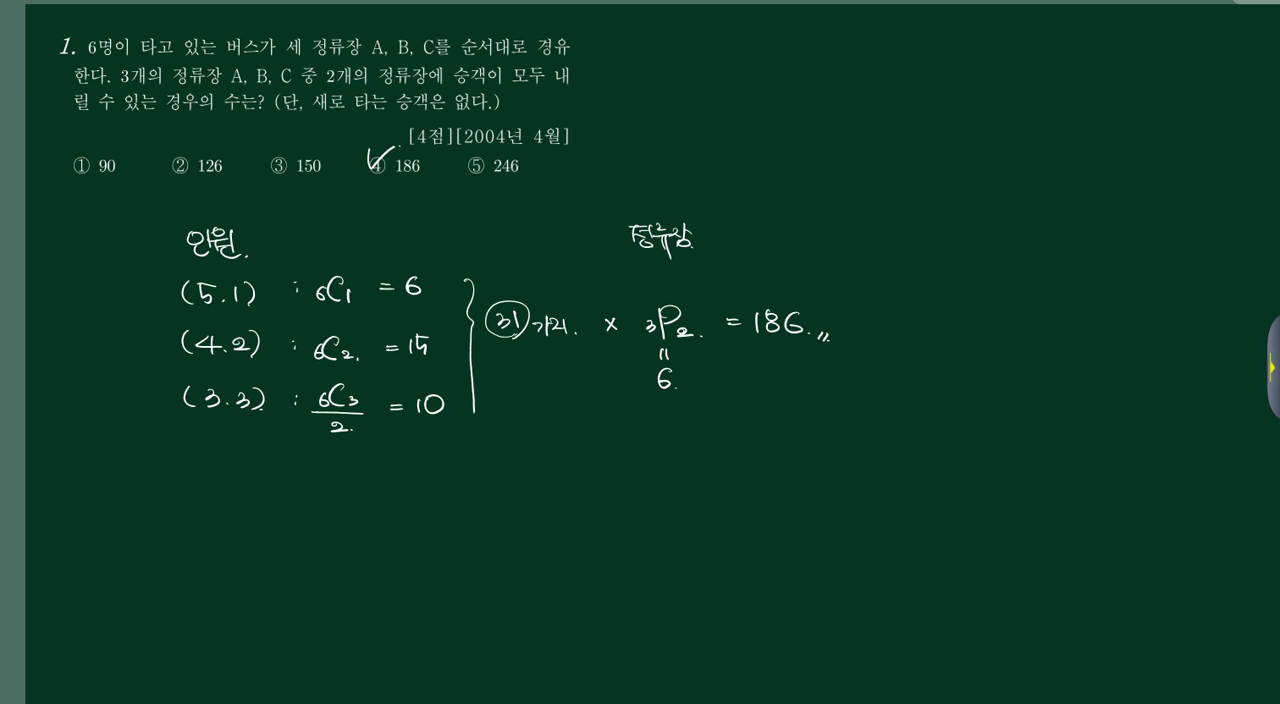 1. 6명이 타고 있는 버스가 세 정류장 A, B, C를 순서대로 경유
한다. 3개의 정류장 A, B, C 중 2개의 정류장에 승객이 모두 내
릴 수 있는 경우의 수는? (단, 새로 타는 승객은 없다.)
[4점][2004년 4월]
① 90 ② 126 ③ 150 ④ 186 ⑤ 246
인원. 정류장.
(5.1) : ₆C₁ = 6
(4.2) : ₆C₂. = 15
(3.3) : ₆C₃/2. = 10
31가지. × ₃P₂. = 186.〃
॥
6.